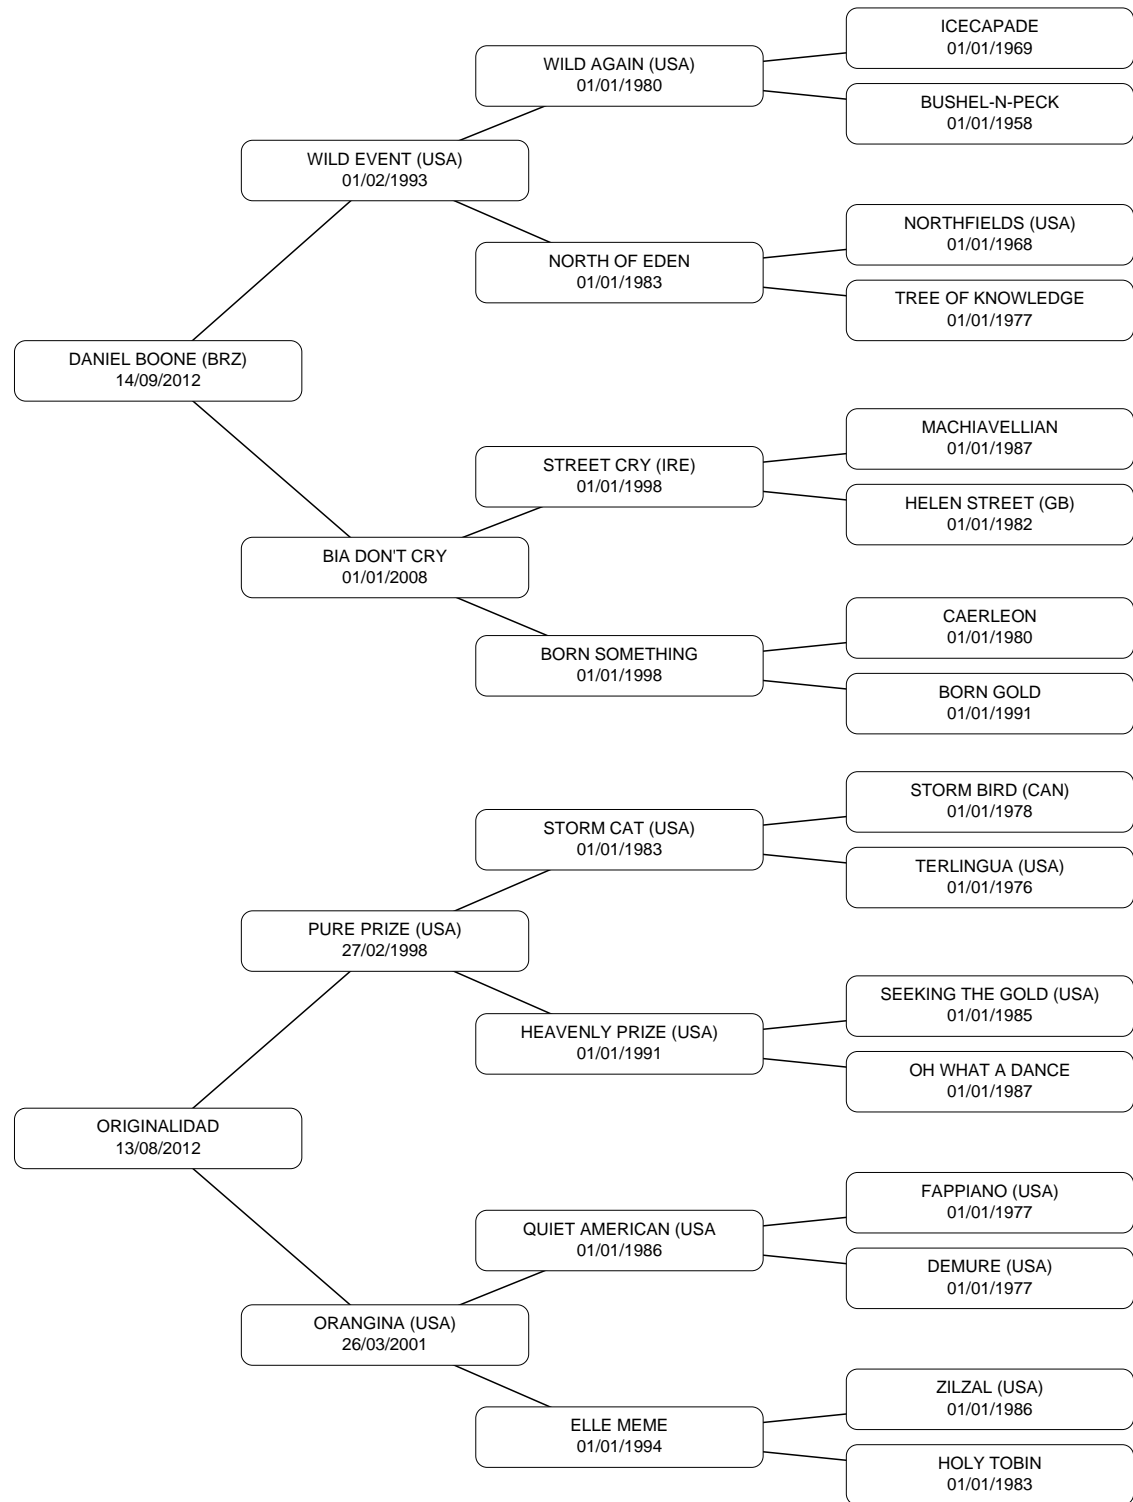 ICECAPADE
01/01/1969
WILD AGAIN (USA)
01/01/1980
BUSHEL-N-PECK
01/01/1958
WILD EVENT (USA)
01/02/1993
NORTHFIELDS (USA)
01/01/1968
NORTH OF EDEN
01/01/1983
TREE OF KNOWLEDGE
01/01/1977
DANIEL BOONE (BRZ)
14/09/2012
MACHIAVELLIAN
01/01/1987
STREET CRY (IRE)
01/01/1998
HELEN STREET (GB)
01/01/1982
BIA DON'T CRY
01/01/2008
CAERLEON
01/01/1980
BORN SOMETHING
01/01/1998
BORN GOLD
01/01/1991
STORM BIRD (CAN)
01/01/1978
STORM CAT (USA)
01/01/1983
TERLINGUA (USA)
01/01/1976
PURE PRIZE (USA)
27/02/1998
SEEKING THE GOLD (USA)
01/01/1985
HEAVENLY PRIZE (USA)
01/01/1991
OH WHAT A DANCE
01/01/1987
ORIGINALIDAD
13/08/2012
FAPPIANO (USA)
01/01/1977
QUIET AMERICAN (USA
01/01/1986
DEMURE (USA)
01/01/1977
ORANGINA (USA)
26/03/2001
ZILZAL (USA)
01/01/1986
ELLE MEME
01/01/1994
HOLY TOBIN
01/01/1983